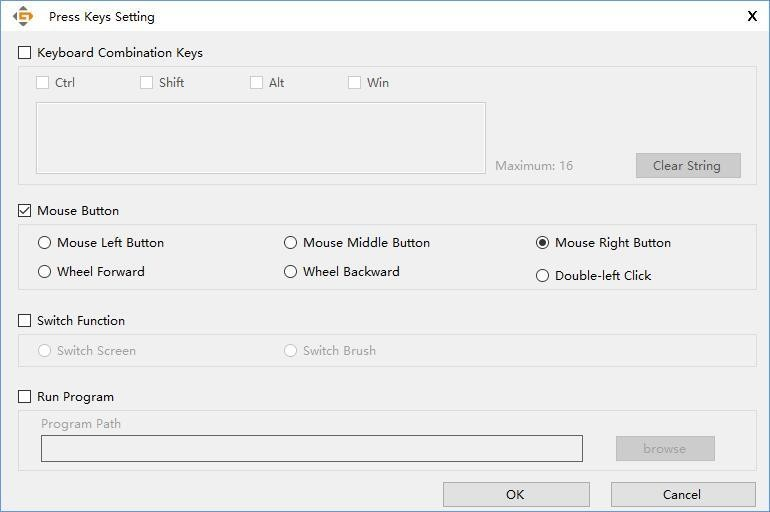 Press Keys Setting X
Keyboard Combination Keys
Ctrl Shift Alt Win
Maximum: 16 Clear String
Mouse Button
Mouse Left Button Mouse Middle Button Mouse Right Button
Wheel Forward Wheel Backward Double-left Click
Switch Function
Switch Screen Switch Brush
Run Program
Program Path
browse
OK Cancel